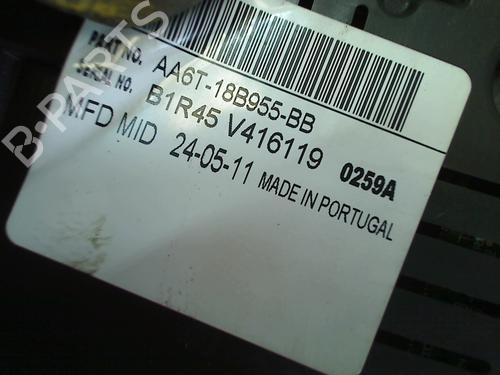 PART NO. AA6T-18B955-BB
SERIAL NO. B1R45 V416119 0259A
MFD MID 24-05-11 MADE IN PORTUGAL
B-PARTS